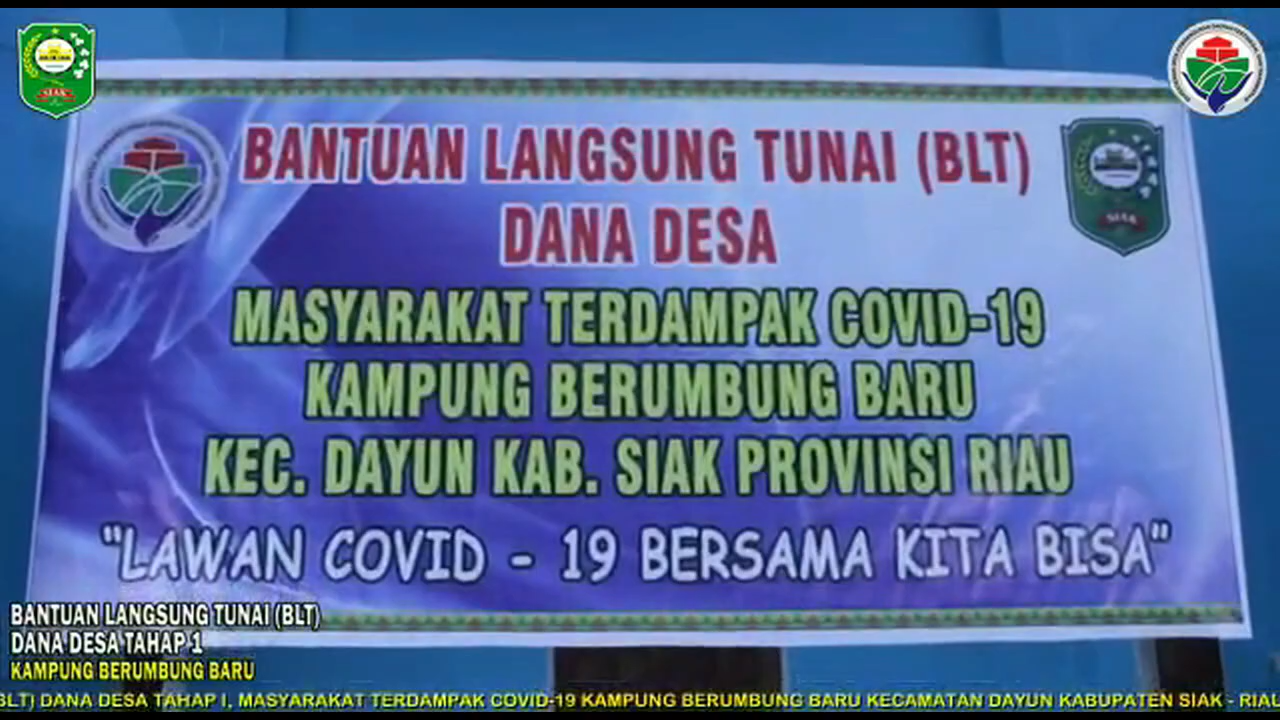 SIAK
BANTUAN LANGSUNG TUNAI (BLT)
DANA DESA
SIAK
MASYARAKAT TERDAMPAK COVID-19
KAMPUNG BERUMBUNG BARU
KEC. DAYUN KAB. SIAK PROVINSI RIAU
"LAWAN COVID - 19 BERSAMA KITA BISA"
BANTUAN LANGSUNG TUNAI (BLT)
DANA DESA TAHAP 1
KAMPUNG BERUMBUNG BARU
BLT) DANA DESA TAHAP I, MASYARAKAT TERDAMPAK COVID-19 KAMPUNG BERUMBUNG BARU KECAMATAN DAYUN KABUPATEN SIAK - RIAU